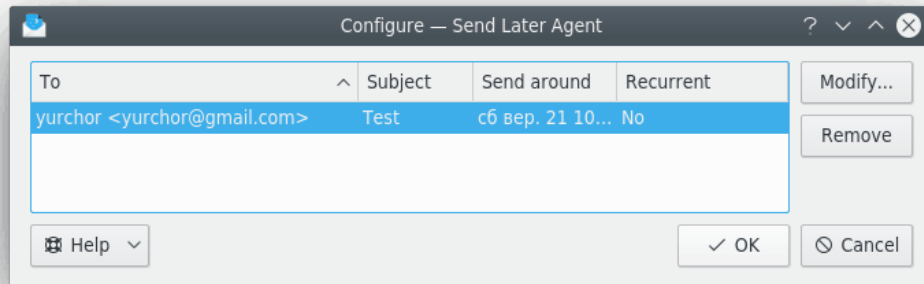 Configure — Send Later Agent
To Subject Send around Recurrent
yurchor <yurchor@gmail.com> Test сб вер. 21 10... No
Modify...
Remove
Help
OK
Cancel